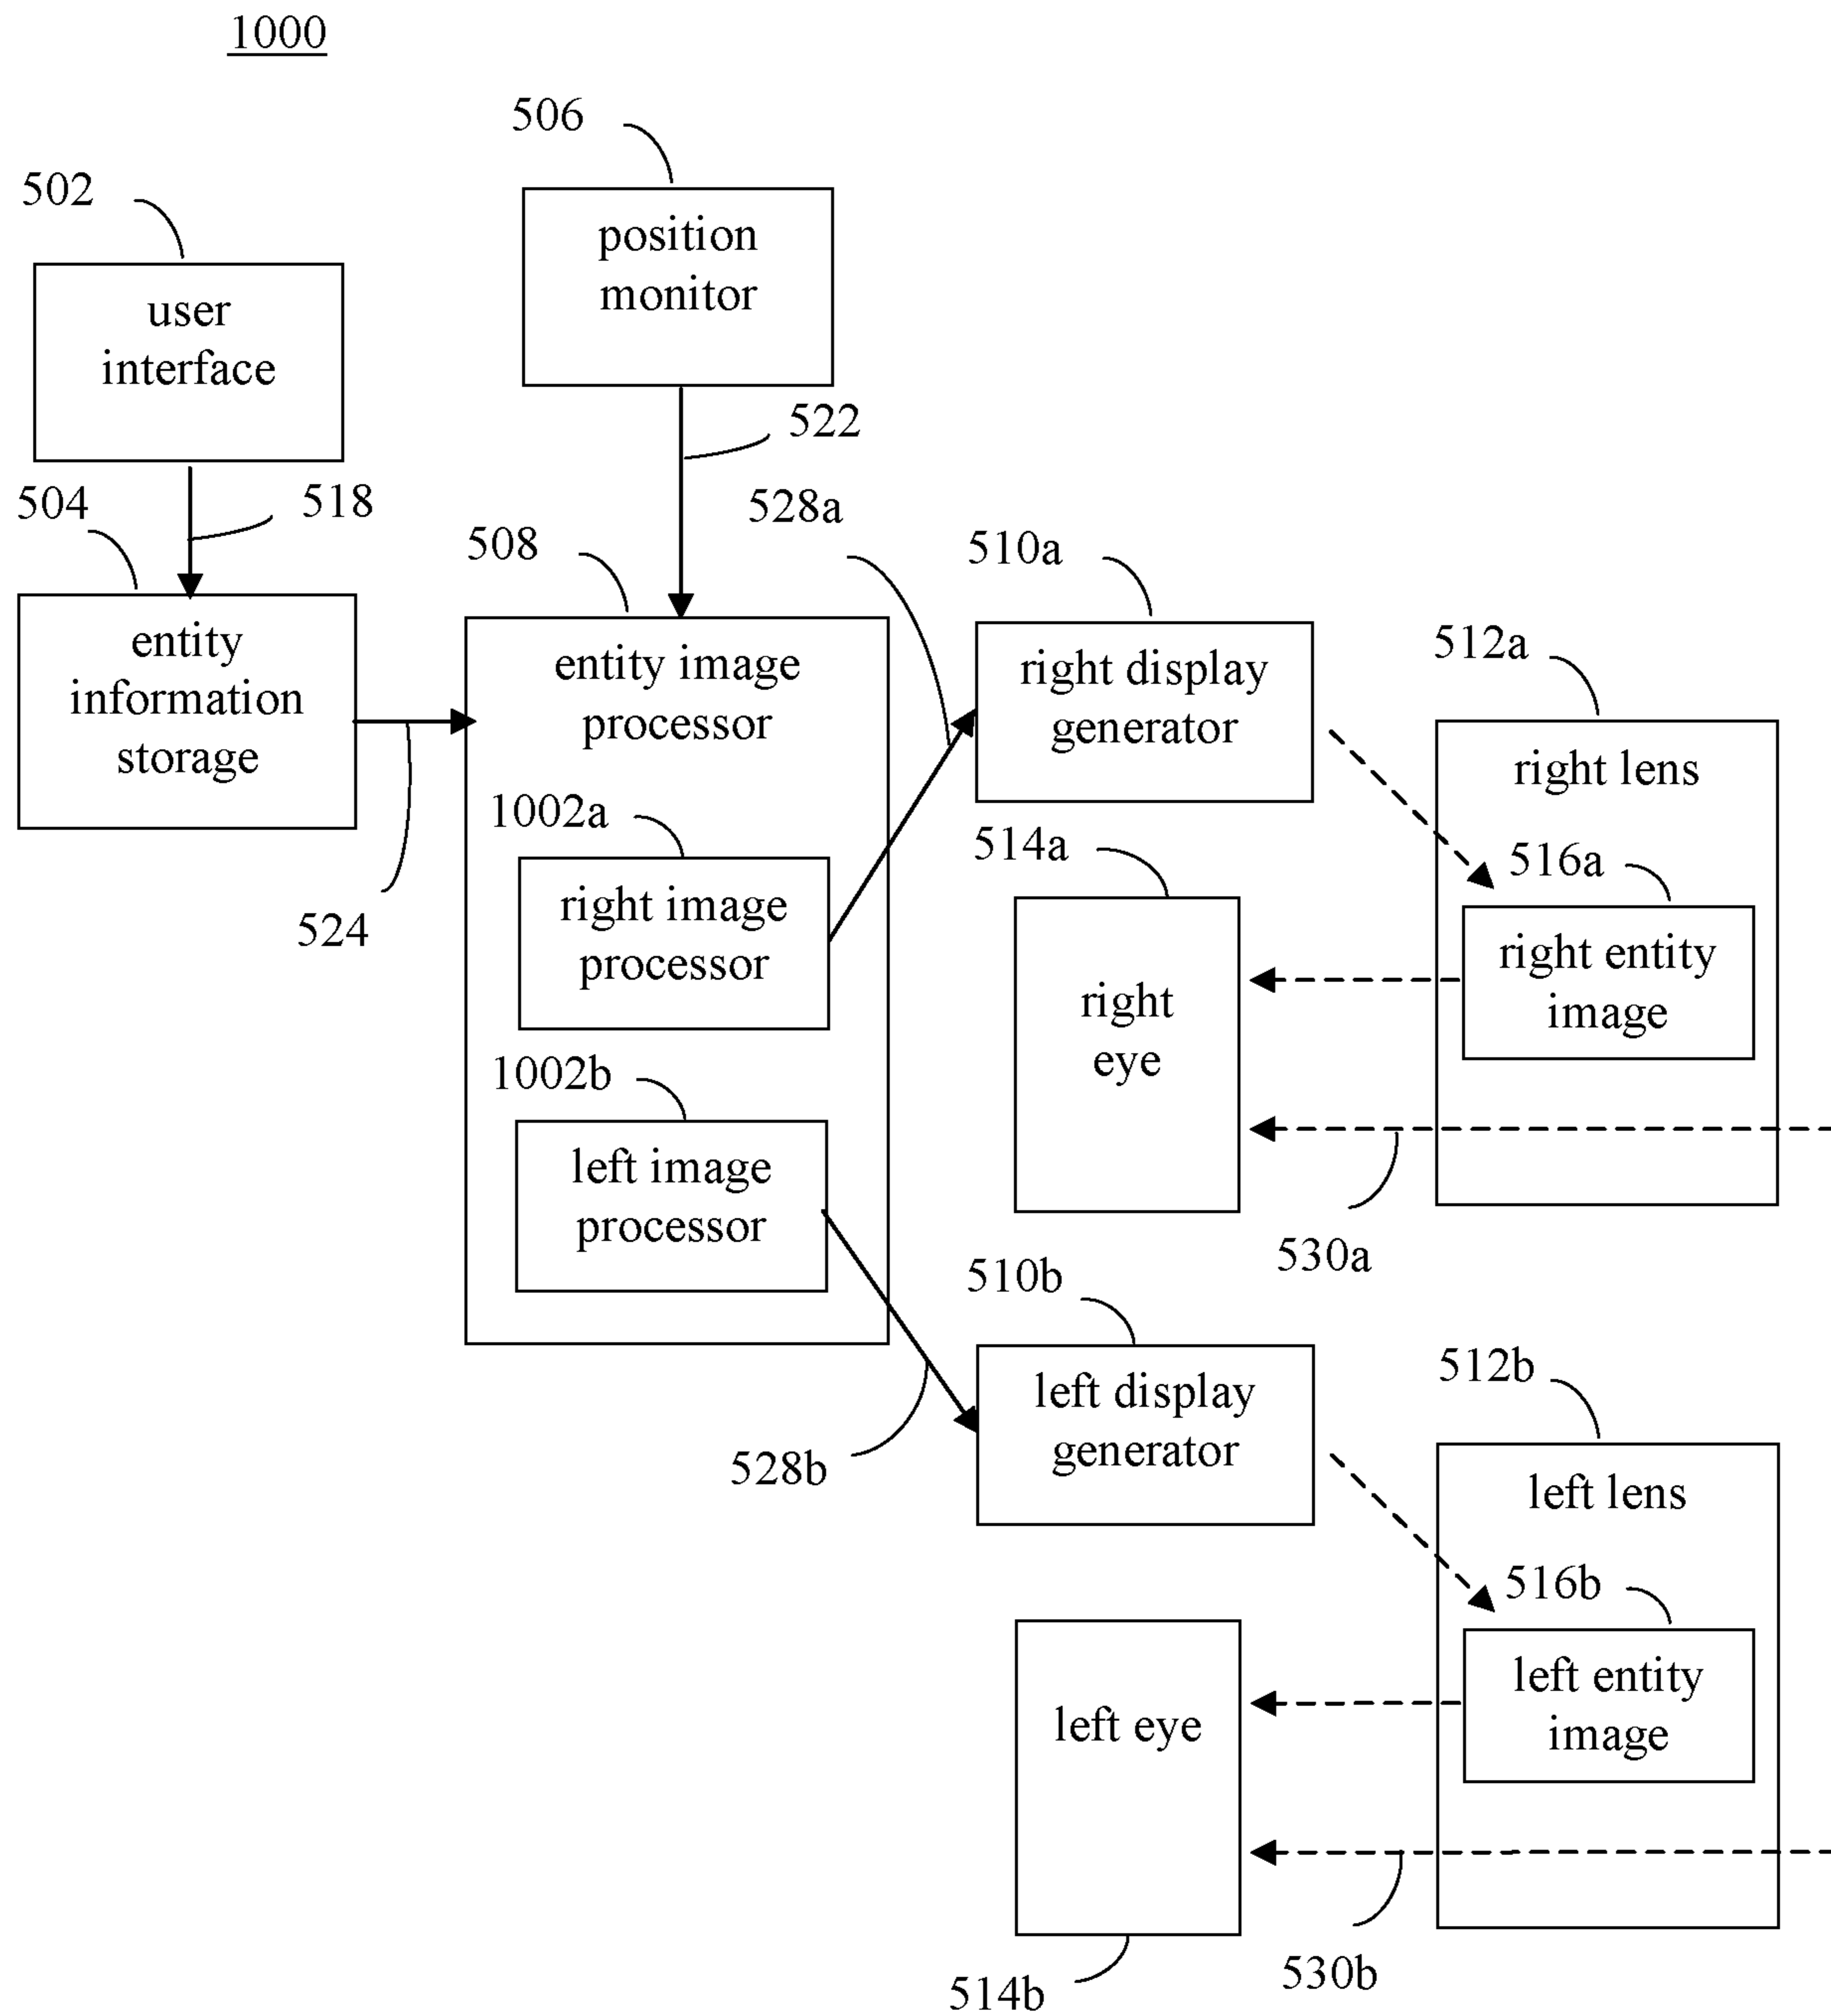 1000
506
502
position
monitor
user
interface
522
504
518
528a
508
510a
entity
information
storage
entity image
processor
right display
generator
512a
right lens
1002a
514a
516a
right image
processor
524
right
eye
right entity
image
1002b
left image
processor
530a
510b
left display
generator
512b
528b
left lens
516b
left eye
left entity
image
514b
530b